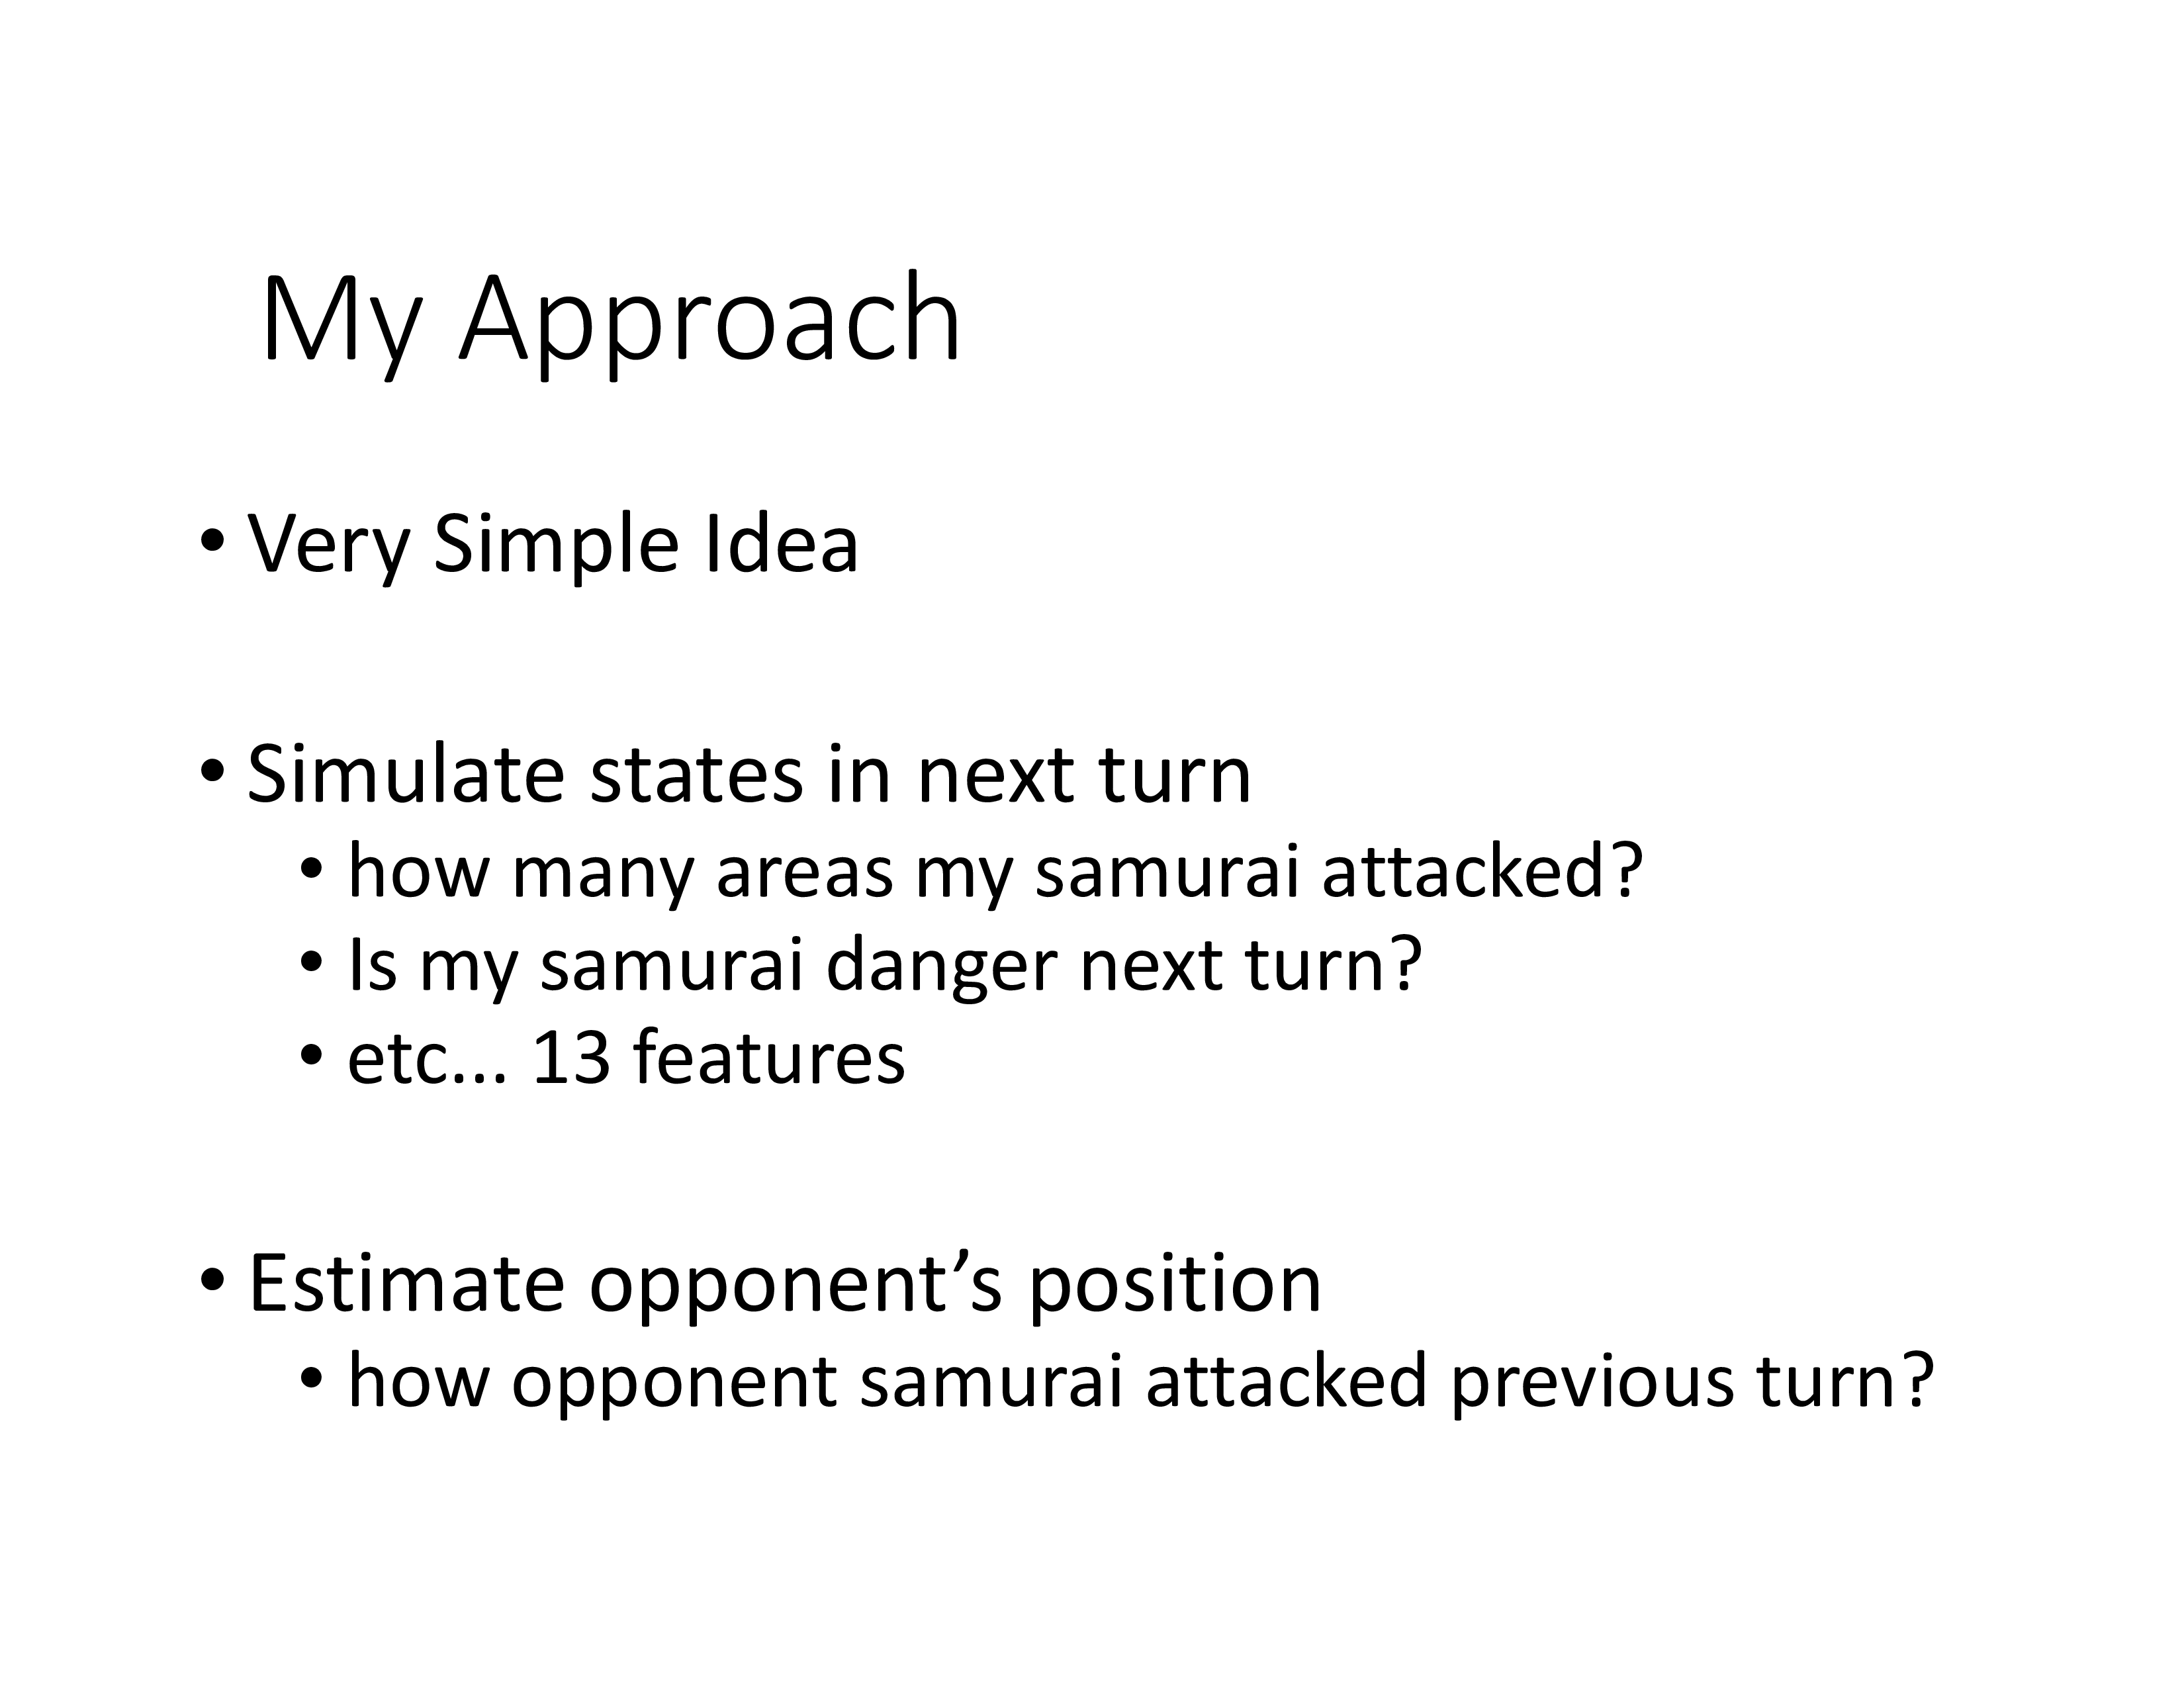 My Approach
• Very Simple Idea
• Simulate states in next turn
• how many areas my samurai attacked?
• Is my samurai danger next turn?
• etc... 13 features
• Estimate opponent’s position
• how opponent samurai attacked previous turn?